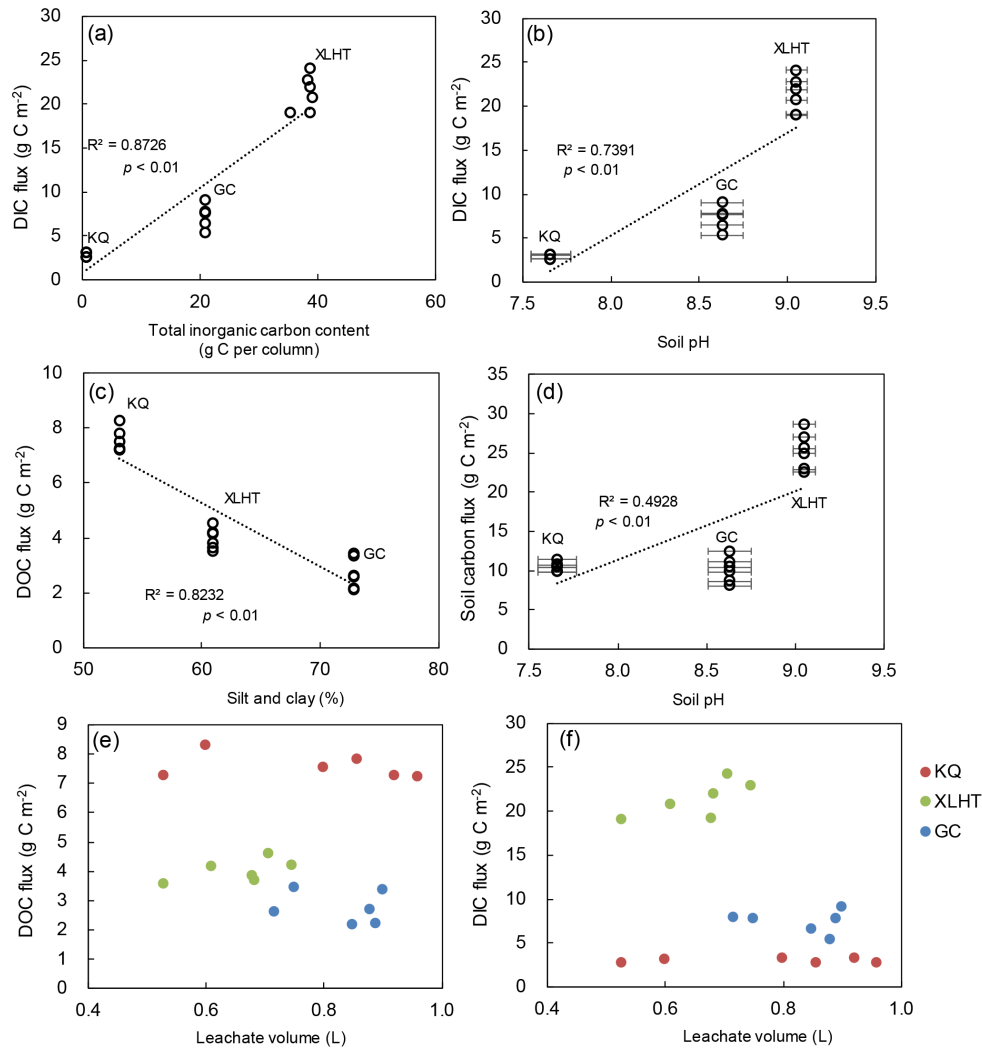 (a)
DIC flux (g C m-2)
30
25
20
15
10
5
0
XLHT
R² = 0.8726
p < 0.01
GC
KQ
0 20 40 60
Total inorganic carbon content
(g C per column)
(b)
DIC flux (g C m-2)
30
25
20
15
10
5
0
XLHT
R² = 0.7391
p < 0.01
GC
KQ
7.5 8.0 8.5 9.0 9.5
Soil pH
(c)
DOC flux (g C m-2)
10
8
6
4
2
0
KQ
XLHT
GC
R² = 0.8232
p < 0.01
50 60 70 80
Silt and clay (%)
(d)
Soil carbon flux (g C m-2)
35
30
25
20
15
10
5
0
R² = 0.4928
p < 0.01
XLHT
KQ
GC
7.5 8.0 8.5 9.0 9.5
Soil pH
(e)
DOC flux (g C m-2)
9
8
7
6
5
4
3
2
1
0
0.4 0.6 0.8 1.0
Leachate volume (L)
(f)
DIC flux (g C m-2)
30
25
20
15
10
5
0
0.4 0.6 0.8 1.0
Leachate volume (L)
KQ
XLHT
GC